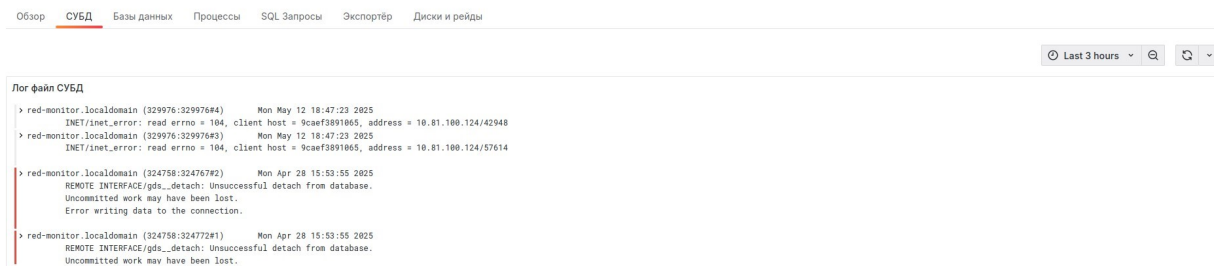 Обзор СУБД Базы данных Процессы SQL Запросы Экспортёр Диски и рейды
Last 3 hours
Лог файл СУБД
> red-monitor.localdomain (329976:329976#4) Mon May 12 18:47:23 2025
INET/inet_error: read errno = 104, client host = 9caef3891065, address = 10.81.100.124/42948
> red-monitor.localdomain (329976:329976#3) Mon May 12 18:47:23 2025
INET/inet_error: read errno = 104, client host = 9caef3891065, address = 10.81.100.124/57614
> red-monitor.localdomain (324758:324767#2) Mon Apr 28 15:53:55 2025
REMOTE INTERFACE/gds__detach: Unsuccessful detach from database.
Uncommitted work may have been lost.
Error writing data to the connection.
> red-monitor.localdomain (324758:324772#1) Mon Apr 28 15:53:55 2025
REMOTE INTERFACE/gds__detach: Unsuccessful detach from database.
Uncommitted work may have been lost.